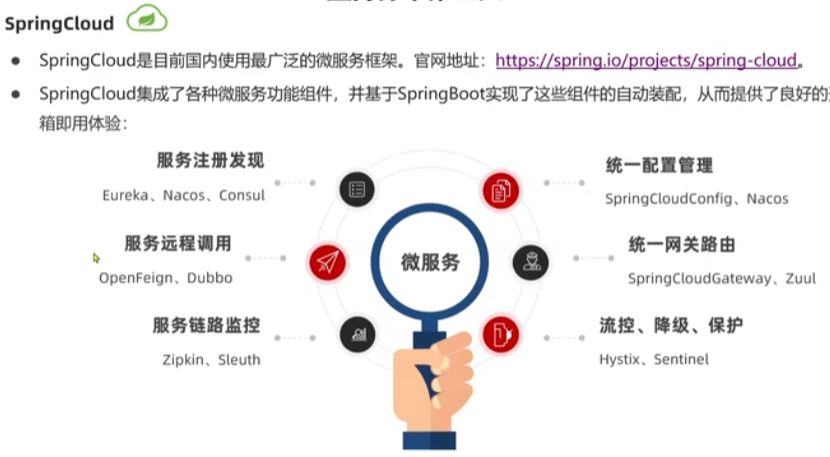 SpringCloud
SpringCloud是目前国内使用最广泛的微服务框架。官网地址：https://spring.io/projects/spring-cloud。
SpringCloud集成了各种微服务功能组件，并基于SpringBoot实现了这些组件的自动装配，从而提供了良好的
箱即用体验：
服务注册发现
Eureka、Nacos、Consul
统一配置管理
SpringCloudConfig、Nacos
服务远程调用
OpenFeign、Dubbo
微服务
统一网关路由
SpringCloudGateway、Zuul
服务链路监控
Zipkin、Sleuth
流控、降级、保护
Hystix、Sentinel